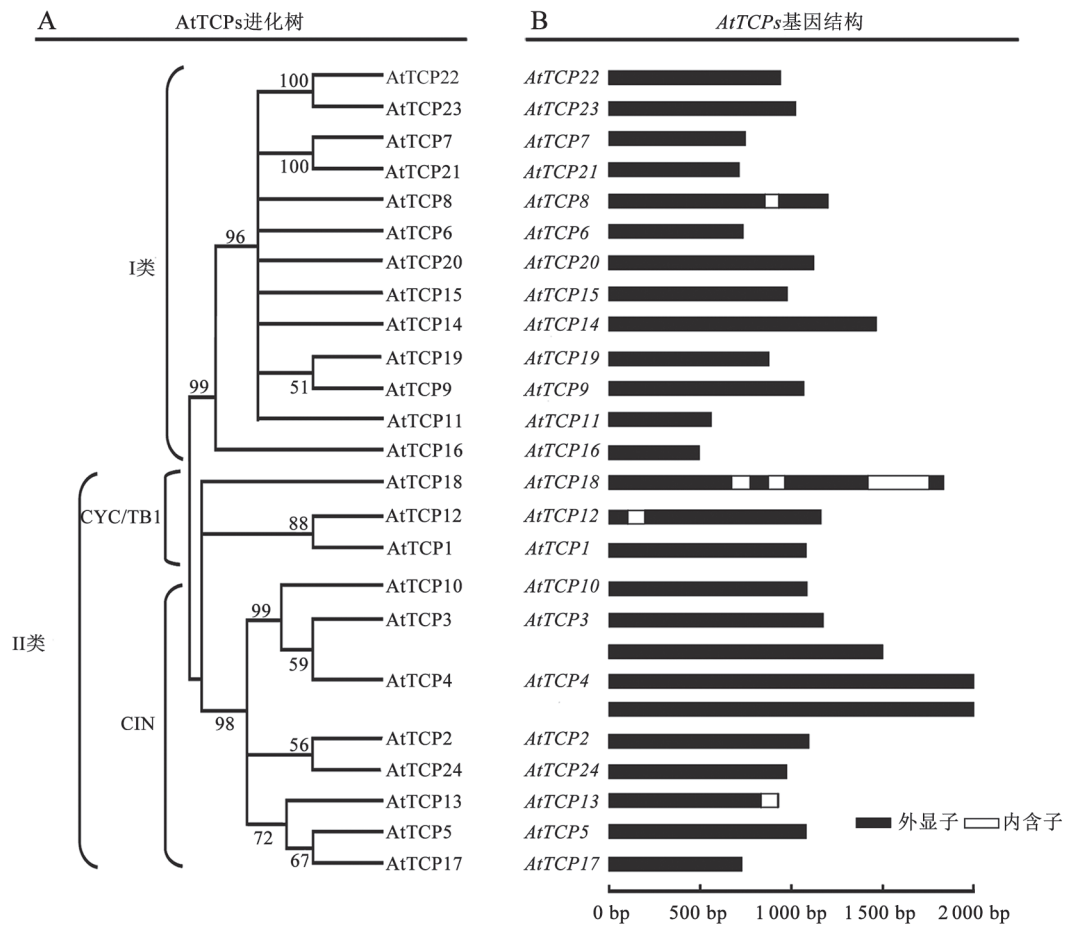 A AtTCPs进化树
B AtTCPs基因结构
100 AtTCP22 AtTCP22
AtTCP23 AtTCP23
AtTCP7 AtTCP7
100 AtTCP21 AtTCP21
AtTCP8 AtTCP8
96 AtTCP6 AtTCP6
I类 AtTCP20 AtTCP20
AtTCP15 AtTCP15
AtTCP14 AtTCP14
AtTCP19 AtTCP19
99 51 AtTCP9 AtTCP9
AtTCP11 AtTCP11
AtTCP16 AtTCP16
AtTCP18 AtTCP18
CYC/TB1 88 AtTCP12 AtTCP12
AtTCP1 AtTCP1
AtTCP10 AtTCP10
99 AtTCP3 AtTCP3
II类
59 AtTCP4 AtTCP4
CIN 98
56 AtTCP2 AtTCP2
AtTCP24 AtTCP24
AtTCP13 AtTCP13
72 AtTCP5 AtTCP5
67 AtTCP17 AtTCP17
外显子 内含子
0 bp 500 bp 1 000 bp 1 500 bp 2 000 bp